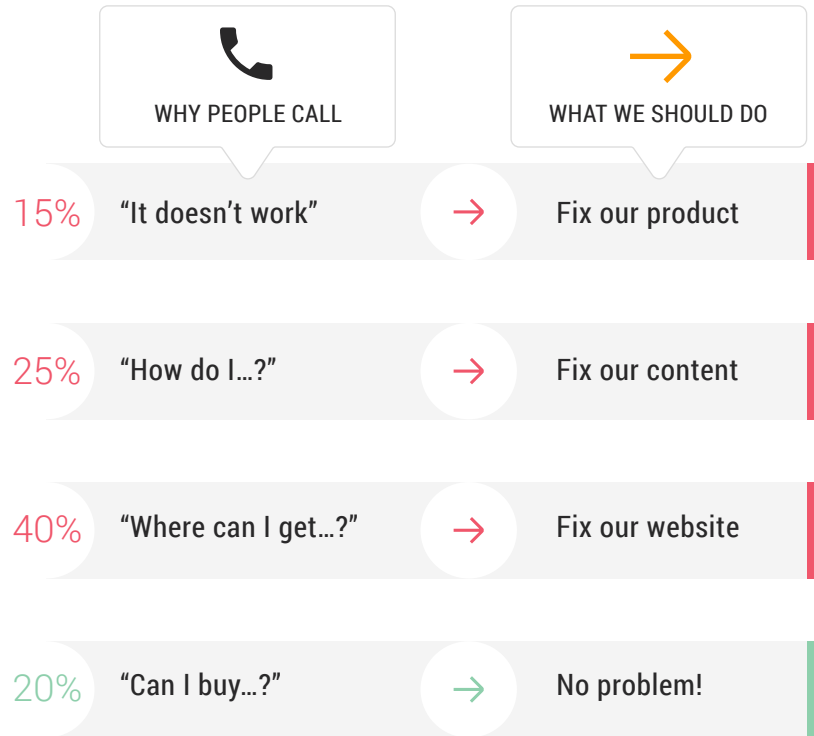 WHY PEOPLE CALL
WHAT WE SHOULD DO
15%
“It doesn’t work”
Fix our product
25%
“How do I…?”
Fix our content
40%
“Where can I get…?”
Fix our website
20%
“Can I buy…?”
No problem!